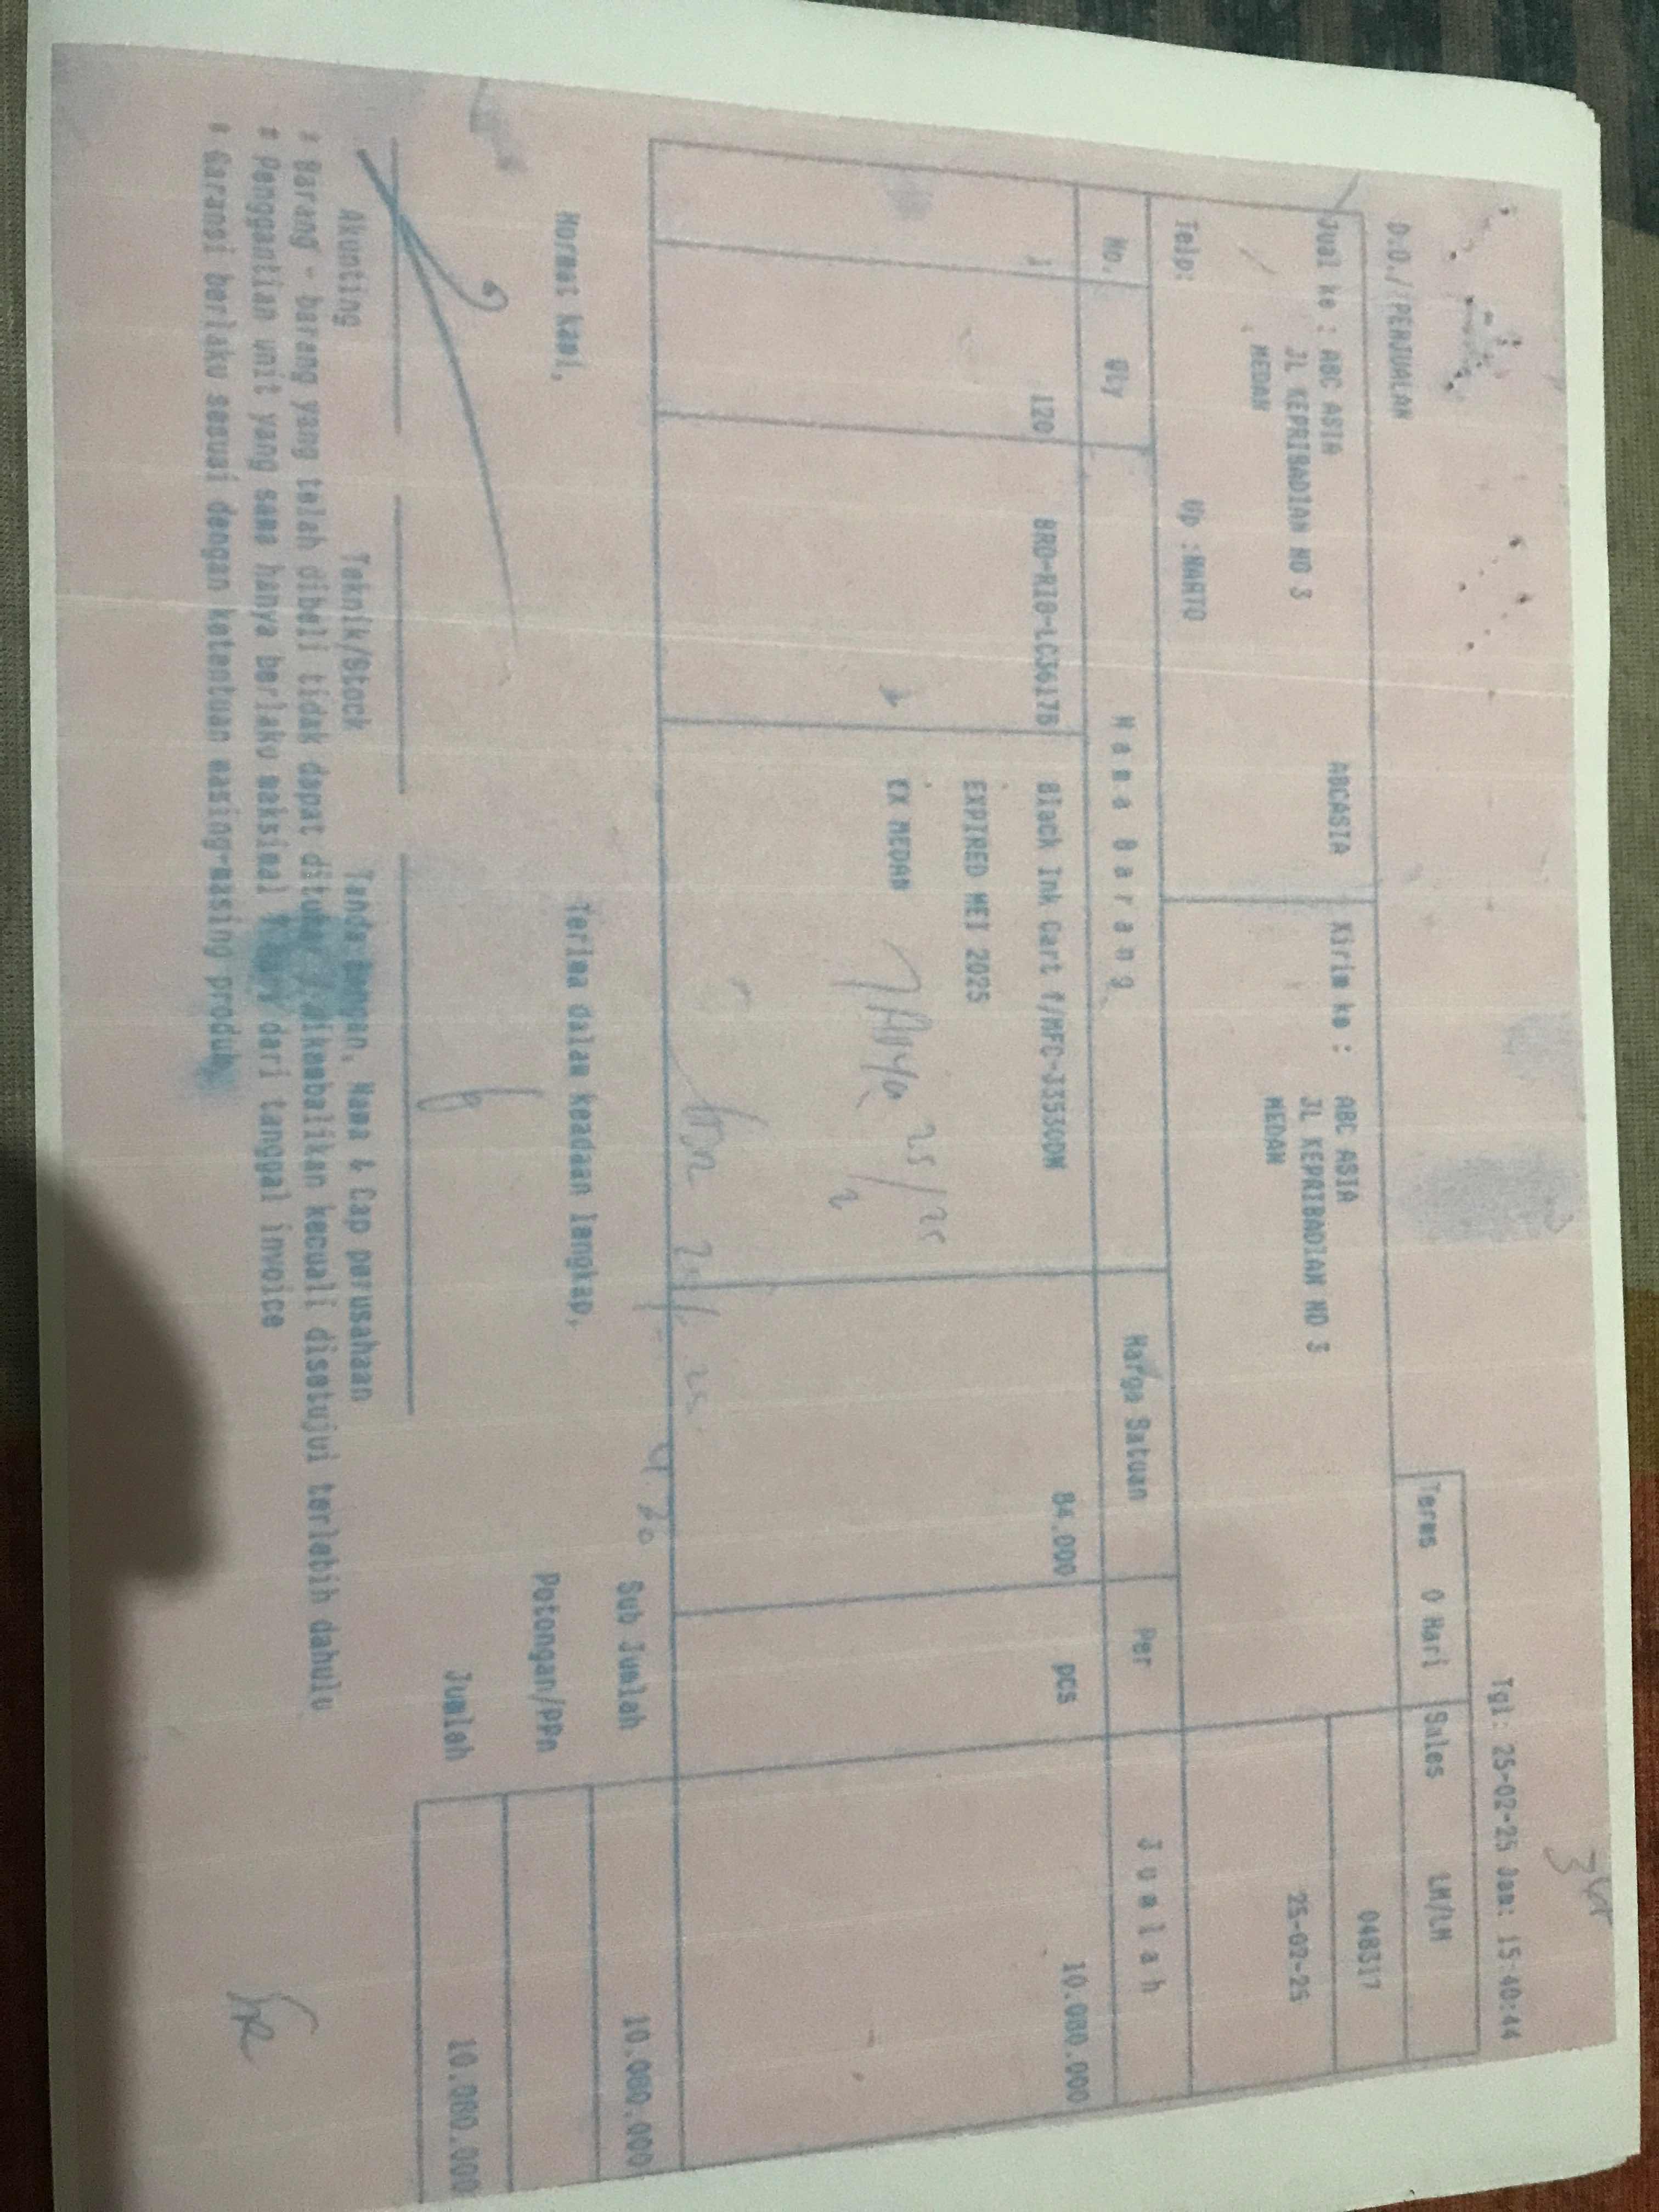 Tgl: 25-02-25 Jam: 15:40:44
D.O./PENJUALAN
Terms 0 Hari Sales LM/LM
Jual ke : ABC ASIA ABCASIA Kirim ke : ABC ASIA 048317
JL KEPRIBADIAN NO 3 JL KEPRIBADIAN NO 3 25-02-25
MEDAN MEDAN
Telp: Up :
No. Qty Nama Barang Harga Satuan Per Jumlah
1 120 BRO-RIB-LC3617B Black Ink Cart f/MFC-J3530DW 84.000 pcs 10.080.000
EXPIRED MEI 2025
EX MEDAN
25/25
2
Sub Jumlah 10.080.000
Hormat kami, Terima dalam keadaan lengkap, Potongan/PPn
Jumlah 10.080.000
Akunting Teknik/Stock Tanda tangan, Nama & Cap perusahaan
* Barang - barang yang telah dibeli tidak dapat ditukar/dikembalikan kecuali disetujui terlebih dahulu
* Penggantian unit yang sama hanya berlaku maksimal 7 hari dari tanggal invoice
* Garansi berlaku sesuai dengan ketentuan masing-masing produk